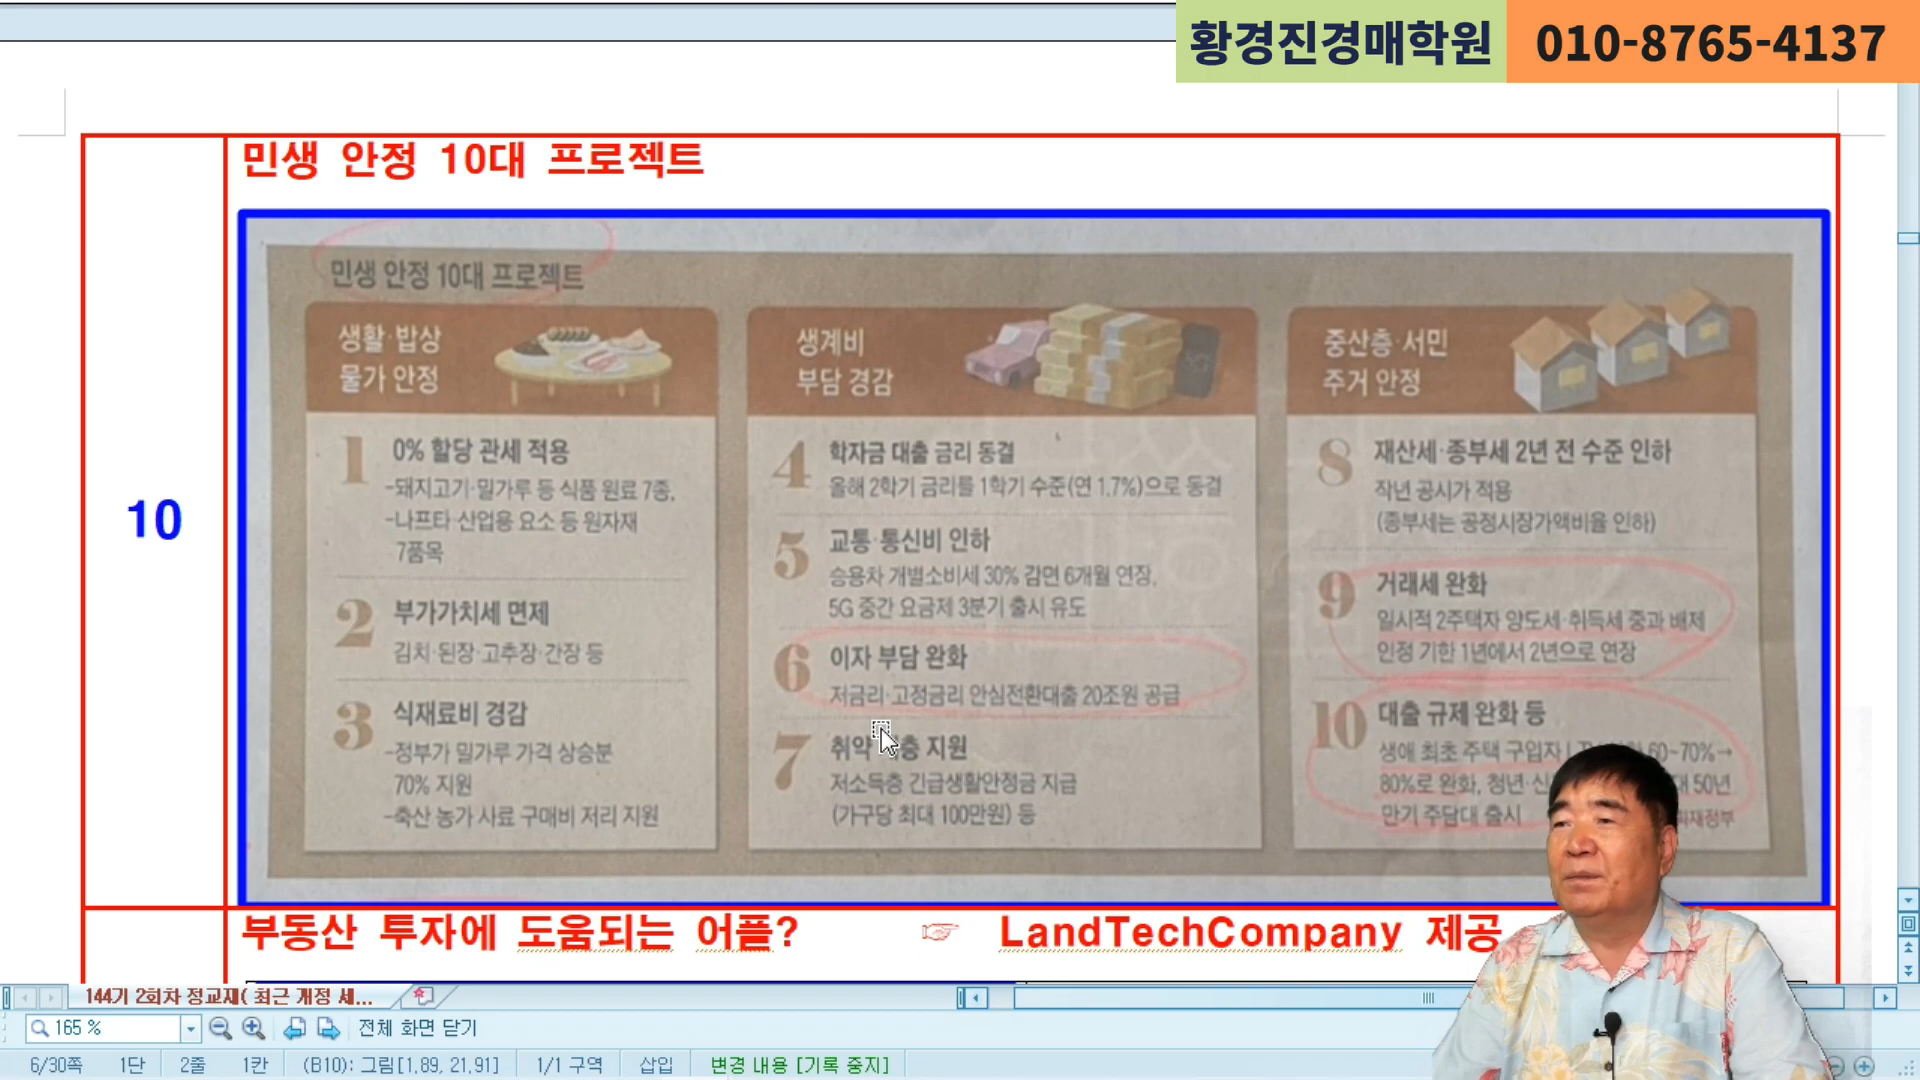 황경진경매학원 010-8765-4137
민생 안정 10대 프로젝트
10
민생 안정 10대 프로젝트
생활·밥상
물가 안정
1 0% 할당 관세 적용
-돼지고기·밀가루 등 식품 원료 7종,
-나프타·산업용 요소 등 원자재
7품목
2 부가가치세 면제
김치·된장·고추장·간장 등
3 식재료비 경감
-정부가 밀가루 가격 상승분
70% 지원
-축산 농가 사료 구매비 저리 지원
생계비
부담 경감
4 학자금 대출 금리 동결
올해 2학기 금리를 1학기 수준(연 1.7%)으로 동결
5 교통·통신비 인하
승용차 개별소비세 30% 감면 6개월 연장,
5G 중간 요금제 3분기 출시 유도
6 이자 부담 완화
저금리·고정금리 안심전환대출 20조원 공급
7 취약 지원
저소득층 긴급생활안정금 지급
(가구당 최대 100만원) 등
중산층·서민
주거 안정
8 재산세·종부세 2년 전 수준 인하
작년 공시가 적용
(종부세는 공정시장가액비율 인하)
9 거래세 완화
일시적 2주택자 양도세·취득세 중과 배제
인정 기한 1년에서 2년으로 연장
10 대출 규제 완화 등
생애 최초 주택 구입자 60~70%→
80%로 완화, 청년·신 50년
만기 주담대 출시
부동산 투자에 도움되는 어플? ☞ LandTechCompany 제공
144기 2회차 정교재( 최근 개정 세...
165 % 전체 화면 닫기
6/30쪽 1단 2줄 1칸 (B10): 그림[1.89, 21.91] 1/1 구역 삽입 변경 내용 [기록 중지]